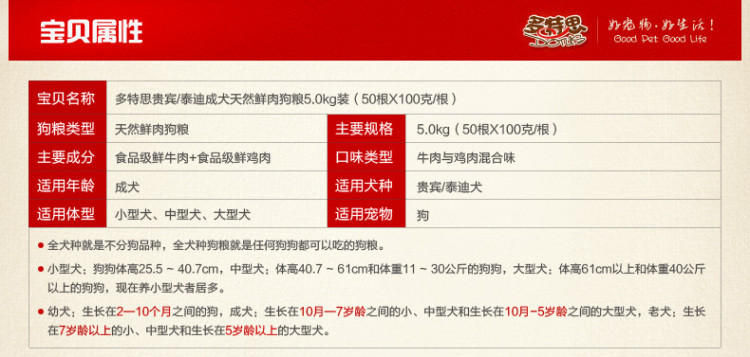 宝贝属性
多特思
好宠物·好生活！
Good Pet Good Life
宝贝名称 多特思贵宾/泰迪成犬天然鲜肉狗粮5.0kg装（50根X100克/根）
狗粮类型 天然鲜肉狗粮 主要规格 5.0kg（50根X100克/根）
主要成分 食品级鲜牛肉+食品级鲜鸡肉 口味类型 牛肉与鸡肉混合味
适用年龄 成犬 适用犬种 贵宾/泰迪犬
适用体型 小型犬、中型犬、大型犬 适用宠物 狗
● 全犬种就是不分狗品种，全犬种狗粮就是任何狗狗都可以吃的狗粮。
● 小型犬；狗狗体高25.5 ~ 40.7cm，中型犬；体高40.7 ~ 61cm和体重11 ~ 30公斤的狗狗，大型犬；体高61cm以上和体重40公斤
以上的狗狗，现在养小型犬者居多。
● 幼犬；生长在2—10个月之间的狗，成犬；生长在10月—7岁龄之间的小、中型犬和生长在10月-5岁龄之间的大型犬，老犬；生长
在7岁龄以上的小、中型犬和生长在5岁龄以上的大型犬。